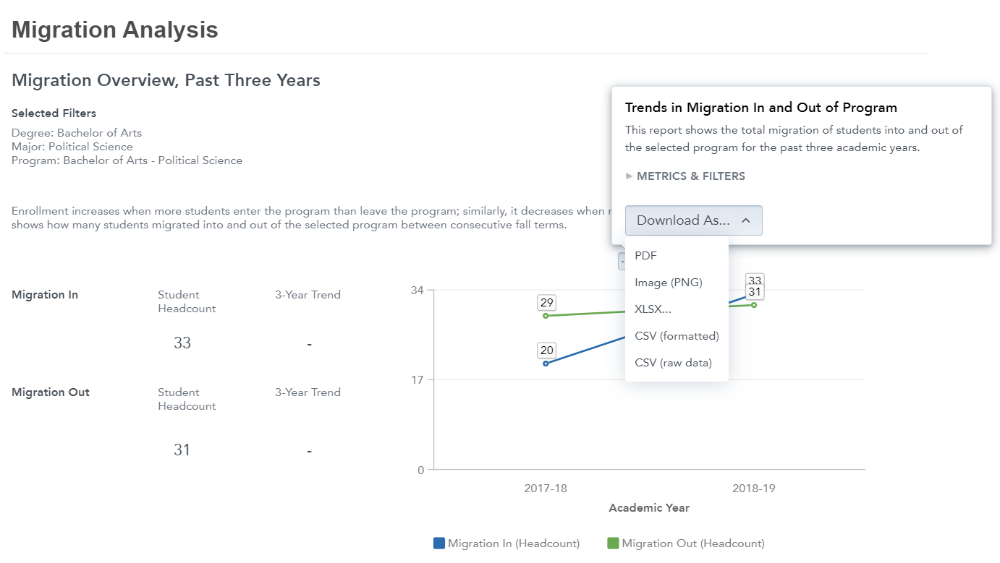 Migration Analysis
Migration Overview, Past Three Years
Selected Filters
Degree: Bachelor of Arts
Major: Political Science
Program: Bachelor of Arts - Political Science
Enrollment increases when more students enter the program than leave the program; similarly, it decreases when
shows how many students migrated into and out of the selected program between consecutive fall terms.
Trends in Migration In and Out of Program
This report shows the total migration of students into and out of
the selected program for the past three academic years.
METRICS & FILTERS
Download As...
PDF
Image (PNG)
XLSX...
CSV (formatted)
CSV (raw data)
Migration In
Student
Headcount
3-Year Trend
33
-
Migration Out
Student
Headcount
3-Year Trend
31
-
34
17
0
29
20
33
31
2017-18
2018-19
Academic Year
Migration In (Headcount)
Migration Out (Headcount)